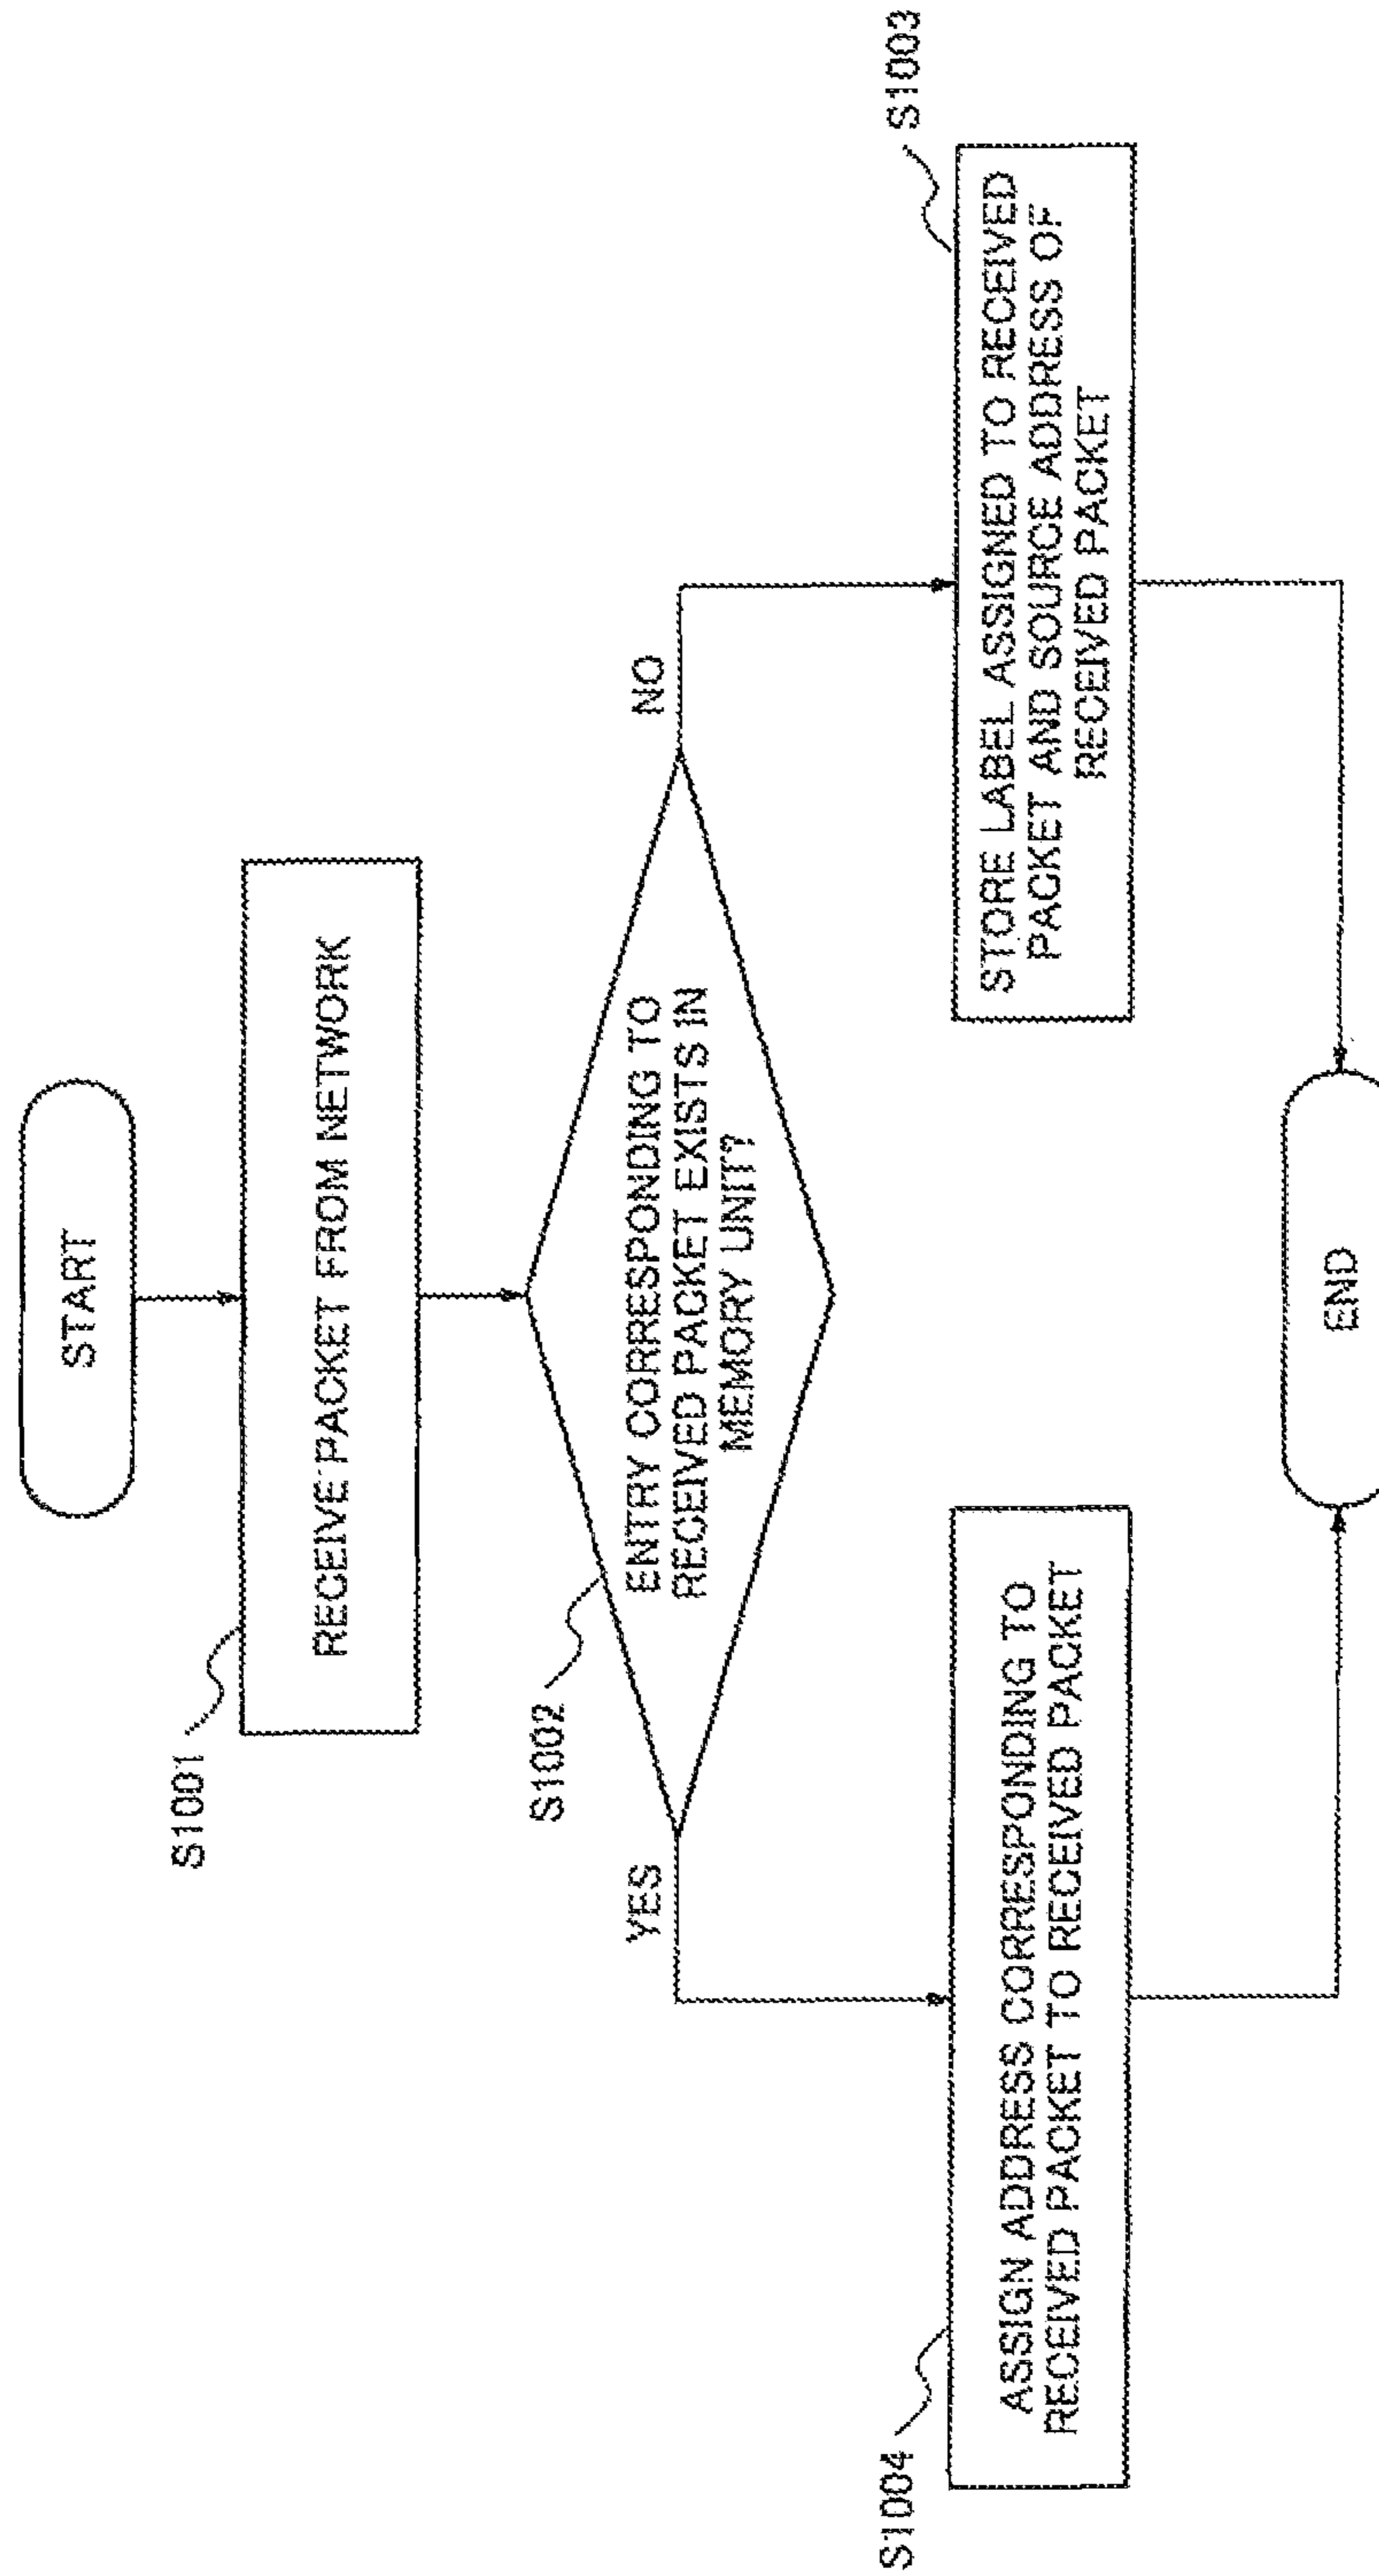 START
S1001
RECEIVE PACKET FROM NETWORK
S1002
ENTRY CORRESPONDING TO
RECEIVED PACKET EXISTS IN
MEMORY UNIT?
YES
NO
S1004
ASSIGN ADDRESS CORRESPONDING TO
RECEIVED PACKET TO RECEIVED PACKET
S1003
STORE LABEL ASSIGNED TO RECEIVED
PACKET AND SOURCE ADDRESS OF
RECEIVED PACKET
END